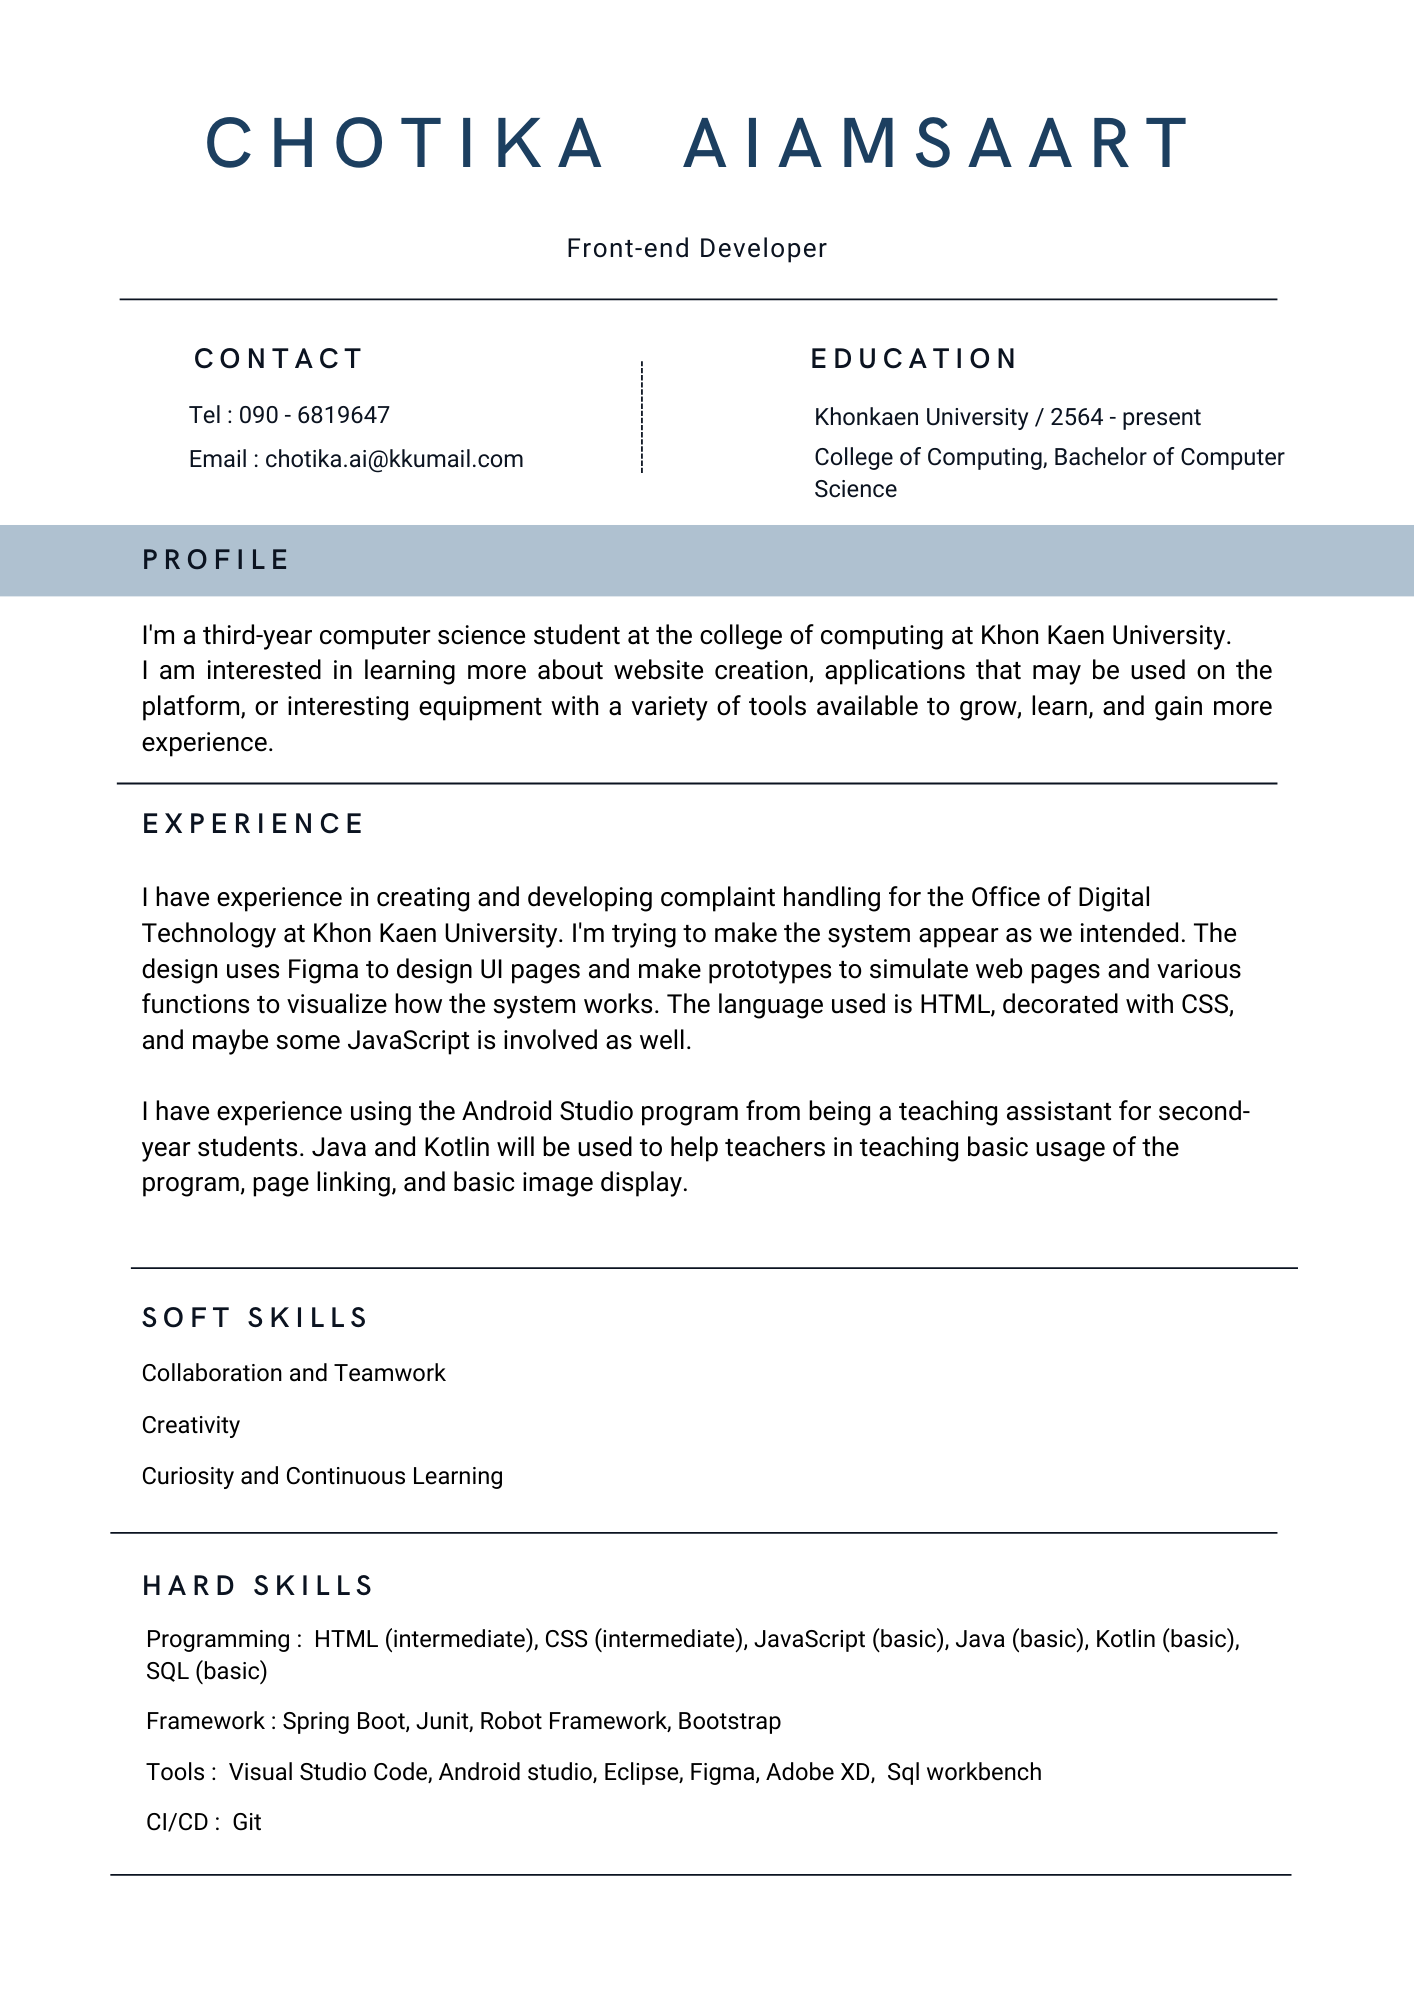 CHOTIKA AIAMSAART
Front-end Developer
CONTACT
Tel : 090 - 6819647
Email : chotika.ai@kkumail.com
EDUCATION
Khonkaen University / 2564 - present
College of Computing, Bachelor of Computer
Science
PROFILE
I'm a third-year computer science student at the college of computing at Khon Kaen University.
I am interested in learning more about website creation, applications that may be used on the
platform, or interesting equipment with a variety of tools available to grow, learn, and gain more
experience.
EXPERIENCE
I have experience in creating and developing complaint handling for the Office of Digital
Technology at Khon Kaen University. I'm trying to make the system appear as we intended. The
design uses Figma to design UI pages and make prototypes to simulate web pages and various
functions to visualize how the system works. The language used is HTML, decorated with CSS,
and maybe some JavaScript is involved as well.
I have experience using the Android Studio program from being a teaching assistant for second-
year students. Java and Kotlin will be used to help teachers in teaching basic usage of the
program, page linking, and basic image display.
SOFT SKILLS
Collaboration and Teamwork
Creativity
Curiosity and Continuous Learning
HARD SKILLS
Programming : HTML (intermediate), CSS (intermediate), JavaScript (basic), Java (basic), Kotlin (basic),
SQL (basic)
Framework : Spring Boot, Junit, Robot Framework, Bootstrap
Tools : Visual Studio Code, Android studio, Eclipse, Figma, Adobe XD, Sql workbench
CI/CD : Git